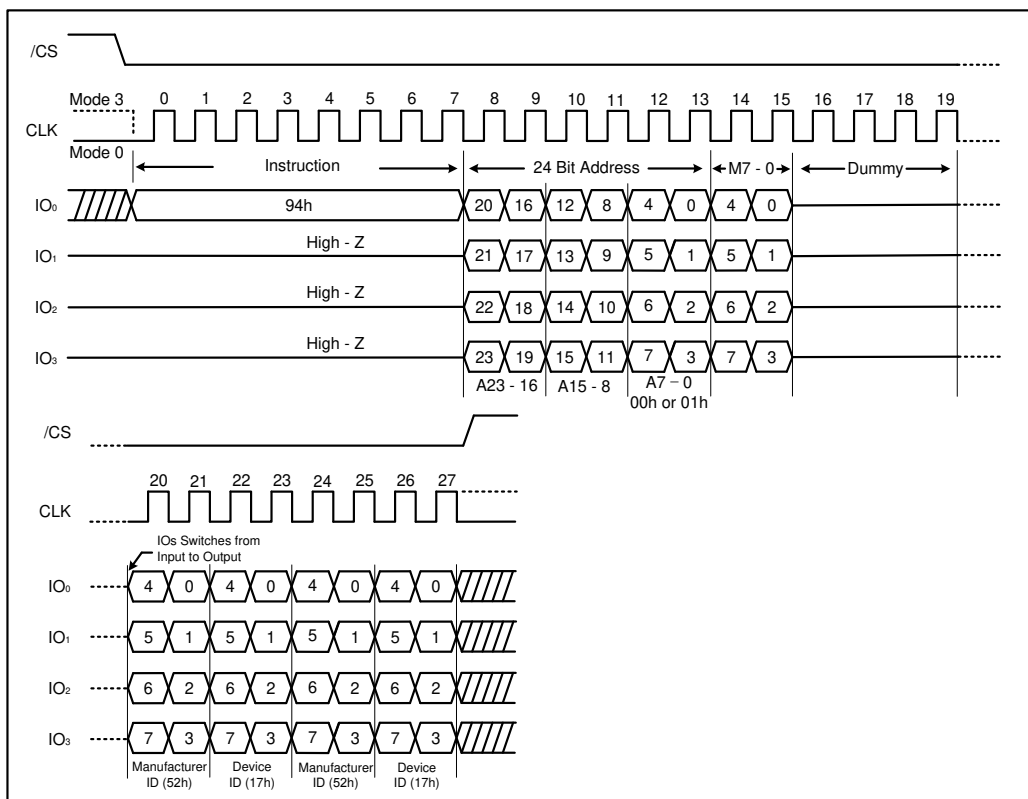 /CS
Mode 3 0 1 2 3 4 5 6 7 8 9 10 11 12 13 14 15 16 17 18 19
CLK
Mode 0
Instruction 24 Bit Address M7 - 0 Dummy
IO0 94h 20 16 12 8 4 0 4 0
High - Z
IO1 21 17 13 9 5 1 5 1
High - Z
IO2 22 18 14 10 6 2 6 2
High - Z
IO3 23 19 15 11 7 3 7 3
A23 - 16 A15 - 8 A7 – 0
00h or 01h
/CS
20 21 22 23 24 25 26 27
CLK
IOs Switches from
Input to Output
IO0 4 0 4 0 4 0 4 0
IO1 5 1 5 1 5 1 5 1
IO2 6 2 6 2 6 2 6 2
IO3 7 3 7 3 7 3 7 3
Manufacturer Device Manufacturer Device
ID (52h) ID (17h) ID (52h) ID (17h)